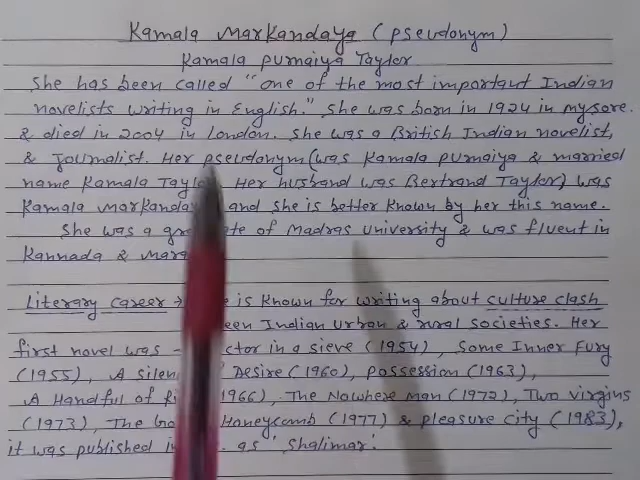 Kamala Markandaya (pseudonym)
Kamala Purnaiya Taylor
She has been called "one of the most important Indian
novelists writing in English." She was born in 1924 in mysore.
& died in 2004 in London. She was a British Indian novelist,
& Journalist. Her pseudonym (was Kamala Purnaiya & married
name Kamala Taylor. Her husband was Bertrand Taylor) was
Kamala Markandaya and she is better known by her this name.
She was a of Madras university & was fluent in
Kannada &
Literary career → is known for writing about culture clash
Indian urban & rural societies. Her
first novel was in a sieve (1954), Some Inner Fury
(1955), A Desire (1960), Possession (1963),
A Handful of 1966), The Nowhere man (1972), Two virgins
(1973), The Honeycomb (1977) & pleasure city (1983),
it was published in as 'Shalimar'.